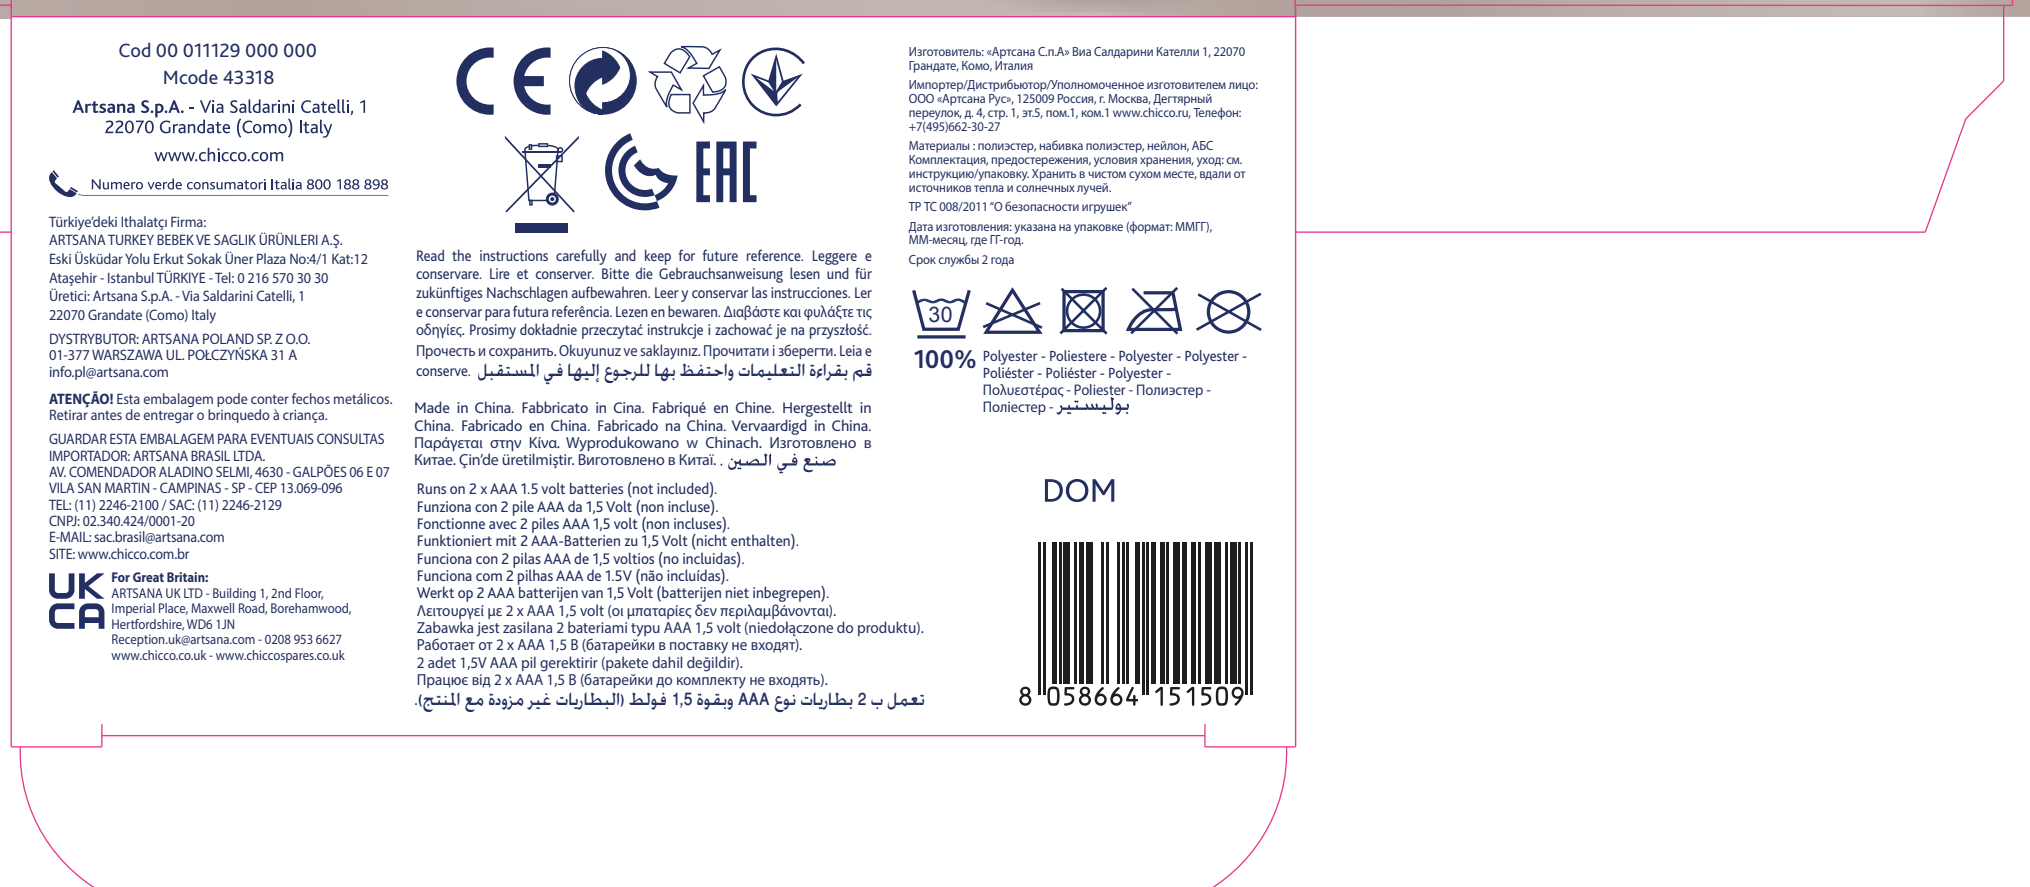 Cod 00 011129 000 000
Mcode 43318
Artsana S.p.A. - Via Saldarini Catelli, 1
22070 Grandate (Como) Italy
www.chicco.com
Numero verde consumatori Italia 800 188 898
Türkiye'deki Ithalatçı Firma:
ARTSANA TURKEY BEBEK VE SAGLIK ÜRÜNLERI A.Ş.
Eski Üsküdar Yolu Erkut Sokak Üner Plaza No:4/1 Kat:12
Ataşehir - Istanbul TÜRKIYE - Tel: 0 216 570 30 30
Üretici: Artsana S.p.A. - Via Saldarini Catelli, 1
22070 Grandate (Como) Italy
DYSTRYBUTOR: ARTSANA POLAND SP. Z O.O.
01-377 WARSZAWA UL. POŁCZYŃSKA 31 A
info.pl@artsana.com
ATENÇÃO! Esta embalagem pode conter fechos metálicos.
Retirar antes de entregar o brinquedo à criança.
GUARDAR ESTA EMBALAGEM PARA EVENTUAIS CONSULTAS
IMPORTADOR: ARTSANA BRASIL LTDA.
AV. COMENDADOR ALADINO SELMI, 4630 - GALPÕES 06 E 07
VILA SAN MARTIN - CAMPINAS - SP - CEP 13.069-096
TEL: (11) 2246-2100 / SAC: (11) 2246-2129
CNPJ: 02.340.424/0001-20
E-MAIL: sac.brasil@artsana.com
SITE: www.chicco.com.br
UK
CA
For Great Britain:
ARTSANA UK LTD - Building 1, 2nd Floor,
Imperial Place, Maxwell Road, Borehamwood,
Hertfordshire, WD6 1JN
Reception.uk@artsana.com - 0208 953 6627
www.chicco.co.uk - www.chiccospares.co.uk
CE
EAC
Read the instructions carefully and keep for future reference. Leggere e
conservare. Lire et conserver. Bitte die Gebrauchsanweisung lesen und für
zukünftiges Nachschlagen aufbewahren. Leer y conservar las instrucciones. Ler
e conservar para futura referência. Lezen en bewaren. Διαβάστε και φυλάξτε τις
οδηγίες. Prosimy dokładnie przeczytać instrukcje i zachować je na przyszłość.
Прочесть и сохранить. Okuyunuz ve saklayınız. Прочитати і зберегти. Leia e
conserve. قم بقراءة التعليمات واحتفظ بها للرجوع إليها في المستقبل
Made in China. Fabbricato in Cina. Fabriqué en Chine. Hergestellt in
China. Fabricado en China. Fabricado na China. Vervaardigd in China.
Παράγεται στην Κίνα. Wyprodukowano w Chinach. Изготовлено в
Китае. Çin'de üretilmiştir. Виготовлено в Китаї. . صنع في الصين
Runs on 2 x AAA 1.5 volt batteries (not included).
Funziona con 2 pile AAA da 1,5 Volt (non incluse).
Fonctionne avec 2 piles AAA 1,5 volt (non incluses).
Funktioniert mit 2 AAA-Batterien zu 1,5 Volt (nicht enthalten).
Funciona con 2 pilas AAA de 1,5 voltios (no incluidas).
Funciona com 2 pilhas AAA de 1.5V (não incluídas).
Werkt op 2 AAA batterijen van 1,5 Volt (batterijen niet inbegrepen).
Λειτουργεί με 2 x AAA 1,5 volt (οι μπαταρίες δεν περιλαμβάνονται).
Zabawka jest zasilana 2 bateriami typu AAA 1,5 volt (niedołączone do produktu).
Работает от 2 x AAA 1,5 В (батарейки в поставку не входят).
2 adet 1,5V AAA pil gerektirir (pakete dahil değildir).
Працює від 2 x AAA 1,5 В (батарейки до комплекту не входять).
تعمل ب 2 بطاريات نوع AAA وبقوة 1,5 فولط (البطاريات غير مزودة مع المنتج).
Изготовитель: «Артсана С.п.А» Виа Салдарини Кателли 1, 22070
Грандате, Комо, Италия
Импортер/Дистрибьютор/Уполномоченное изготовителем лицо:
ООО «Артсана Рус», 125009 Россия, г. Москва, Дегтярный
переулок, д. 4, стр. 1, эт.5, пом.1, ком.1 www.chicco.ru, Телефон:
+7(495)662-30-27
Материалы : полиэстер, набивка полиэстер, нейлон, АБС
Комплектация, предостережения, условия хранения, уход: см.
инструкцию/упаковку. Хранить в чистом сухом месте, вдали от
источников тепла и солнечных лучей.
ТР ТС 008/2011 “О безопасности игрушек”
Дата изготовления: указана на упаковке (формат: ММГГ),
ММ-месяц, где ГГ-год.
Срок службы 2 года
30
100% Polyester - Poliestere - Polyester - Polyester -
Poliéster - Poliéster - Polyester -
Πολυεστέρας - Poliester - Полиэстер -
Поліестер - بوليستير
DOM
8 058664 151509